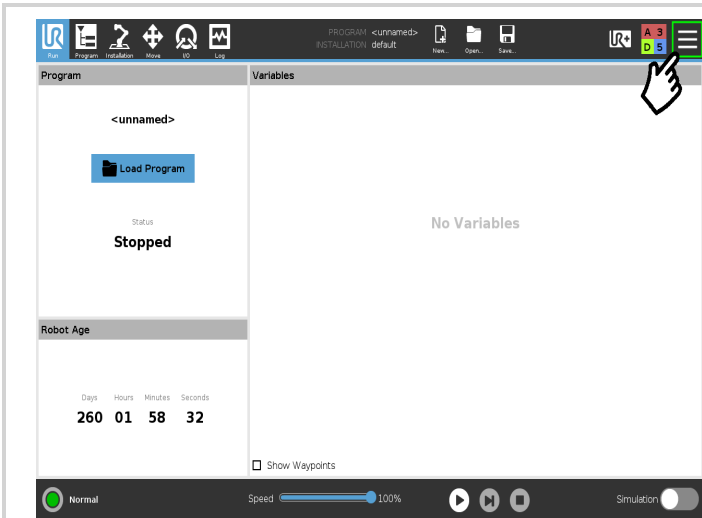 UR
Run
Program
Installation
Move
I/O
Log
PROGRAM <unnamed>
INSTALLATION default
New...
Open...
Save...
UR+
A 3
D 5
Program
<unnamed>
Load Program
Status
Stopped
Robot Age
Days Hours Minutes Seconds
260 01 58 32
Variables
No Variables
Show Waypoints
Normal
Speed 100%
Simulation